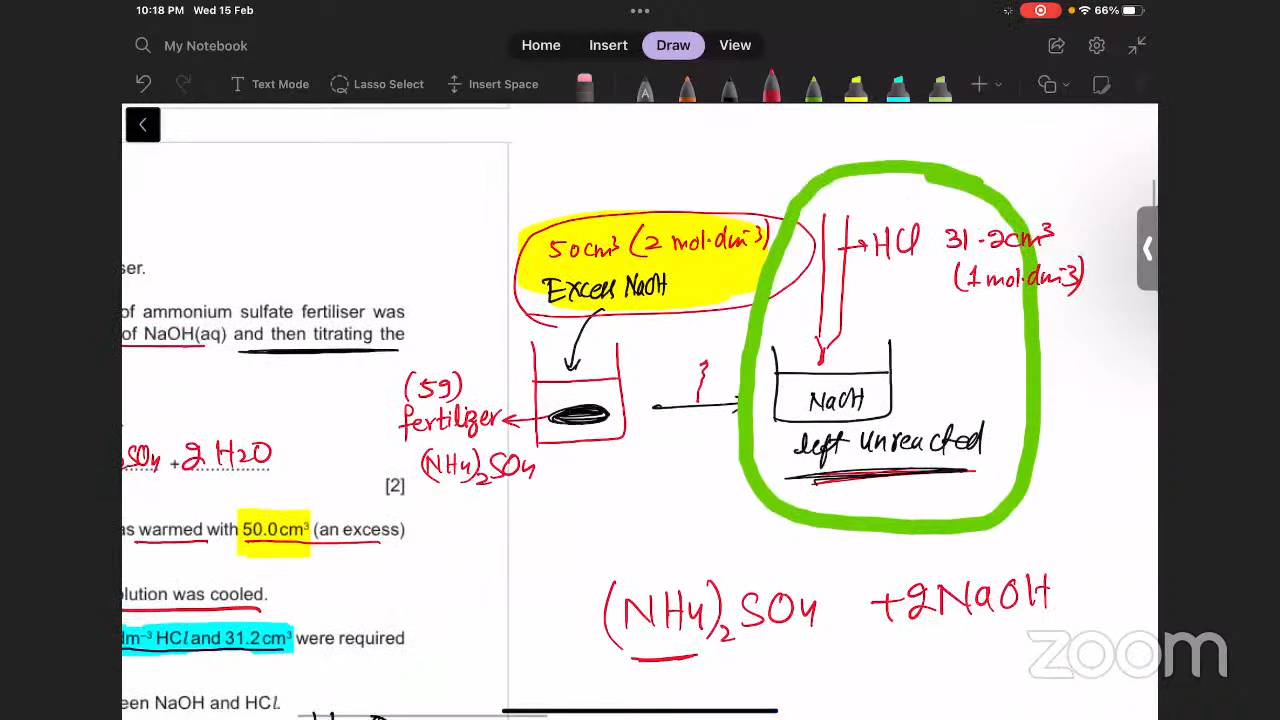 10:18 PM Wed 15 Feb
66%
My Notebook
Home Insert Draw View
Text Mode Lasso Select Insert Space
A
ser.
of ammonium sulfate fertiliser was
of NaOH(aq) and then titrating the
SO4 + 2 H2O
[2]
as warmed with 50.0 cm³ (an excess)
olution was cooled.
dm⁻³ HCl and 31.2 cm³ were required
een NaOH and HCl.
50cm³ (2 mol·dm-3)
Excess NaOH
(5g)
fertilizer
(NH4)2SO4
HCl 31.2cm³
(1 mol·dm-3)
NaOH
left unreacted
(NH4)2SO4 + 2NaOH
zoom